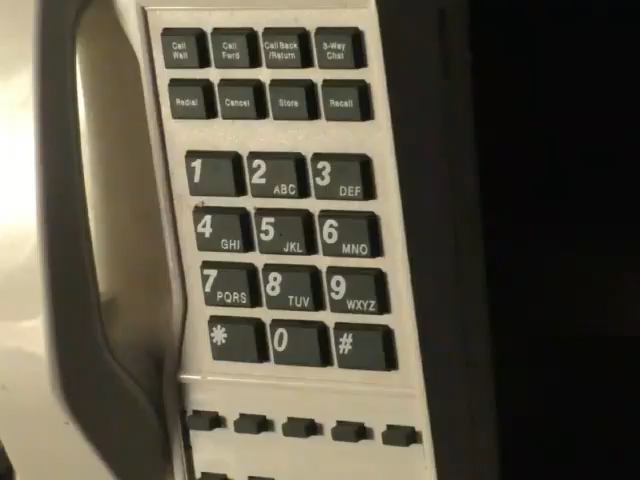 Call Wait Call Fwrd Call Back /Return 3-Way Chat
Redial Cancel Store Recall
1 2 ABC 3 DEF
4 GHI 5 JKL 6 MNO
7 PQRS 8 TUV 9 WXYZ
* 0 #